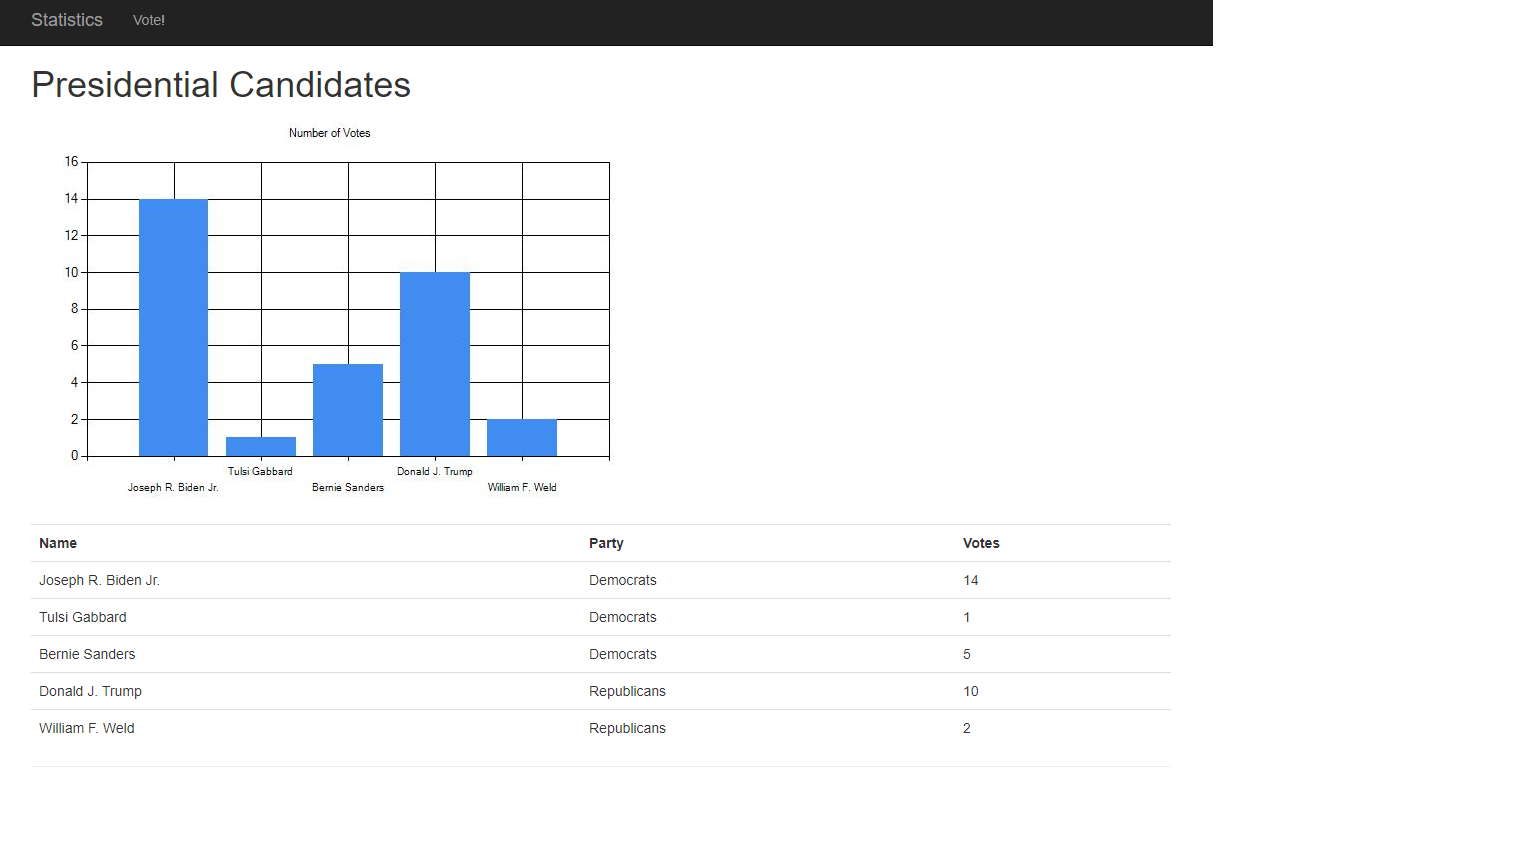 Statistics Vote!
Presidential Candidates
Number of Votes
16
14
12
10
8
6
4
2
0
Tulsi Gabbard Donald J. Trump
Joseph R. Biden Jr. Bernie Sanders William F. Weld
Name Party Votes
Joseph R. Biden Jr. Democrats 14
Tulsi Gabbard Democrats 1
Bernie Sanders Democrats 5
Donald J. Trump Republicans 10
William F. Weld Republicans 2